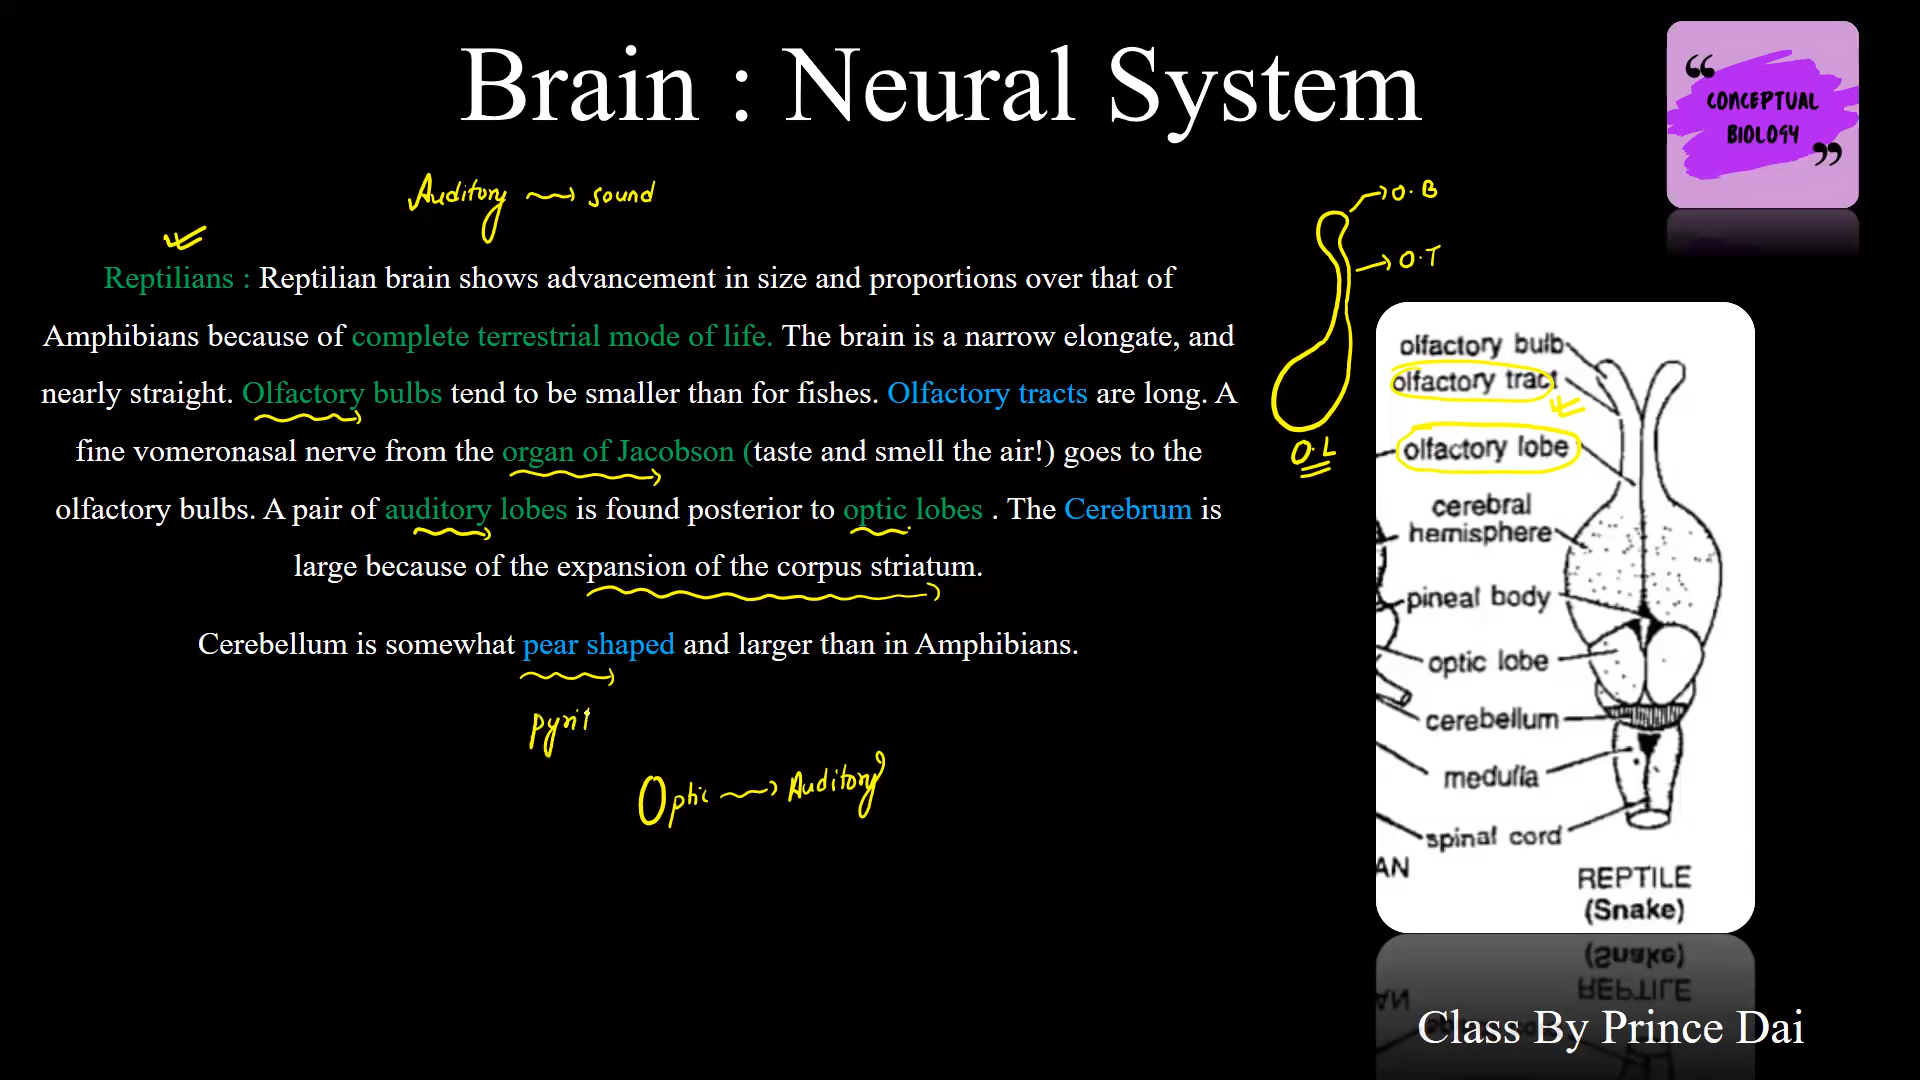 Brain : Neural System
“
CONCEPTUAL
BIOLOGY
”
Auditory → sound
→O.B
→O.T
O.L
Reptilians : Reptilian brain shows advancement in size and proportions over that of
Amphibians because of complete terrestrial mode of life. The brain is a narrow elongate, and
nearly straight. Olfactory bulbs tend to be smaller than for fishes. Olfactory tracts are long. A
fine vomeronasal nerve from the organ of Jacobson (taste and smell the air!) goes to the
olfactory bulbs. A pair of auditory lobes is found posterior to optic lobes . The Cerebrum is
large because of the expansion of the corpus striatum.
Cerebellum is somewhat pear shaped and larger than in Amphibians.
Optic → Auditory
olfactory bulb
olfactory tract
olfactory lobe
cerebral
hemisphere
pineal body
optic lobe
cerebellum
medulla
spinal cord
AN
REPTILE
(Snake)
Class By Prince Dai